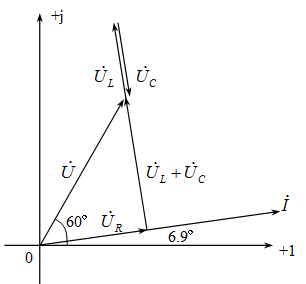 +j
U̇_L U̇_C
U̇
U̇_L + U̇_C
İ
60° U̇_R
6.9°
0 +1